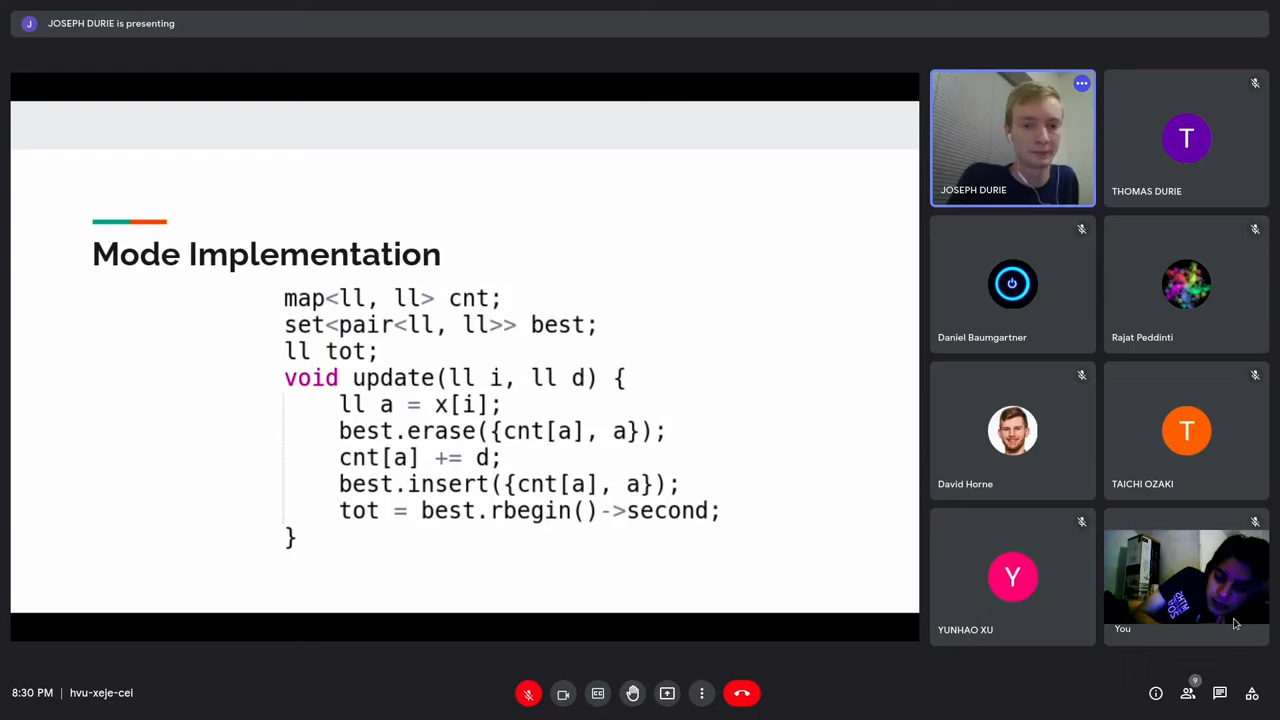 J
JOSEPH DURIE is presenting
Mode Implementation
map<ll, ll> cnt;
set<pair<ll, ll>> best;
ll tot;
void update(ll i, ll d) {
ll a = x[i];
best.erase({cnt[a], a});
cnt[a] += d;
best.insert({cnt[a], a});
tot = best.rbegin()->second;
}
JOSEPH DURIE
T
THOMAS DURIE
Daniel Baumgartner
Rajat Peddinti
David Horne
T
TAICHI OZAKI
Y
YUNHAO XU
You
8:30 PM | hvu-xeje-cei
CC
9